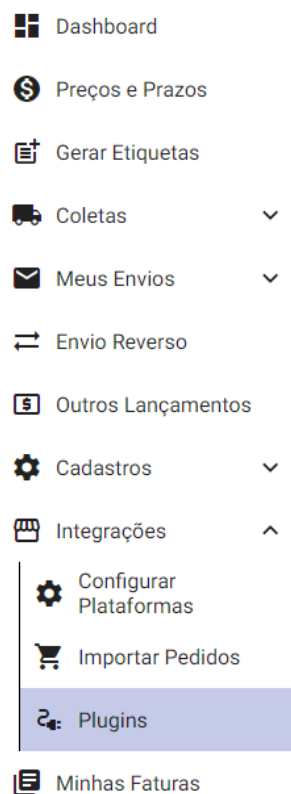 Dashboard
Preços e Prazos
Gerar Etiquetas
Coletas
Meus Envios
Envio Reverso
Outros Lançamentos
Cadastros
Integrações
Configurar
Plataformas
Importar Pedidos
Plugins
Minhas Faturas